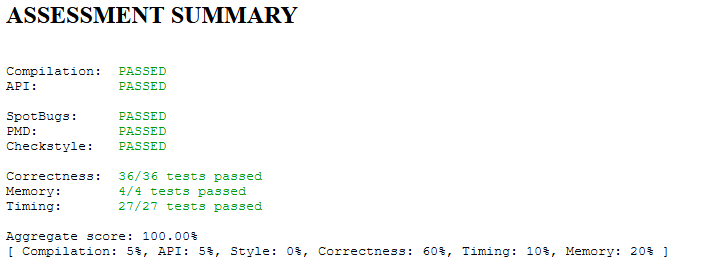 ASSESSMENT SUMMARY
Compilation:  PASSED
API:          PASSED
SpotBugs:     PASSED
PMD:          PASSED
Checkstyle:   PASSED
Correctness:  36/36 tests passed
Memory:       4/4 tests passed
Timing:       27/27 tests passed
Aggregate score: 100.00%
[ Compilation: 5%, API: 5%, Style: 0%, Correctness: 60%, Timing: 10%, Memory: 20% ]